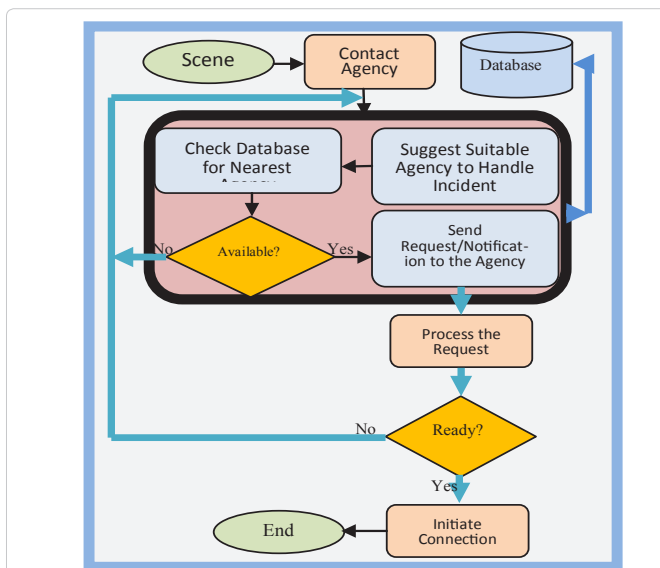 Scene
Contact
Agency
Database
Check Database
for Nearest
Suggest Suitable
Agency to Handle
Incident
Available?
No
Yes
Send
Request/Notificat-
ion to the Agency
Process the
Request
Ready?
No
Yes
Initiate
Connection
End